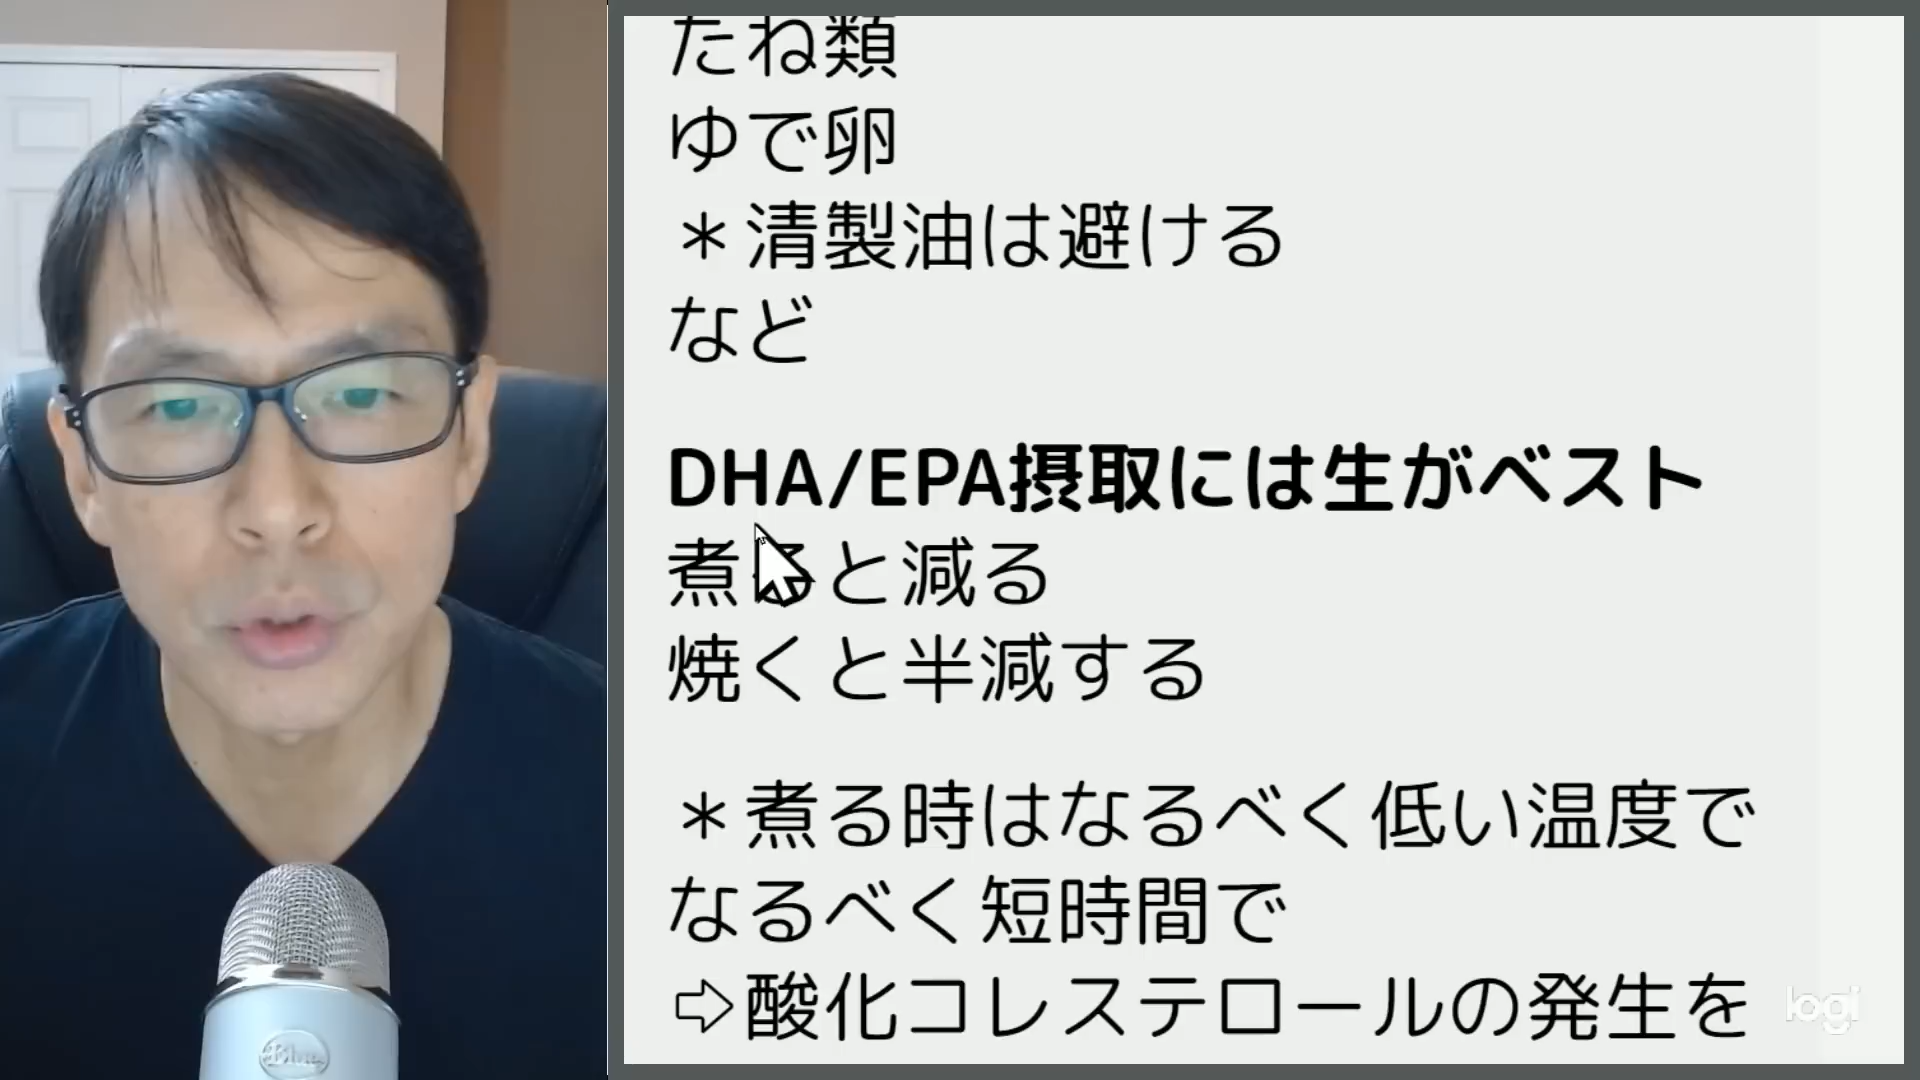 たね類
ゆで卵
＊清製油は避ける
など
DHA/EPA摂取には生がベスト
煮ると減る
焼くと半減する
＊煮る時はなるべく低い温度で
なるべく短時間で
⇨酸化コレステロールの発生を
logi
Blue